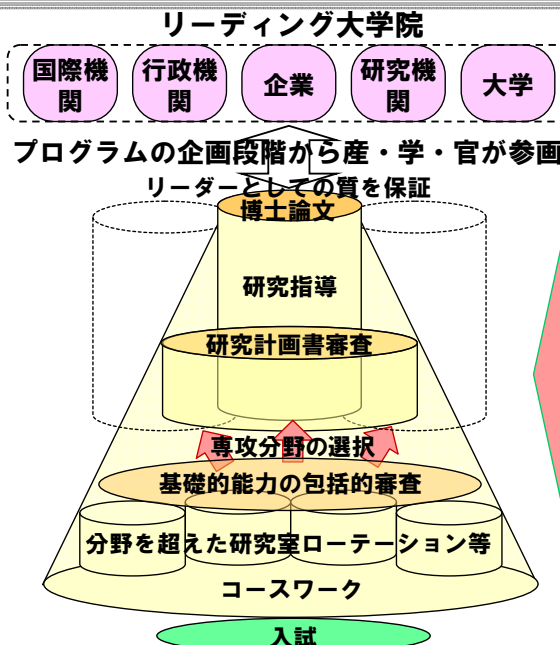 リーディング大学院
国際機
関
行政機
関
企業
研究機
関
大学
プログラムの企画段階から産・学・官が参画
リーダーとしての質を保証
博士論文
研究指導
研究計画書審査
専攻分野の選択
基礎的能力の包括的審査
分野を超えた研究室ローテーション等
コースワーク
入試